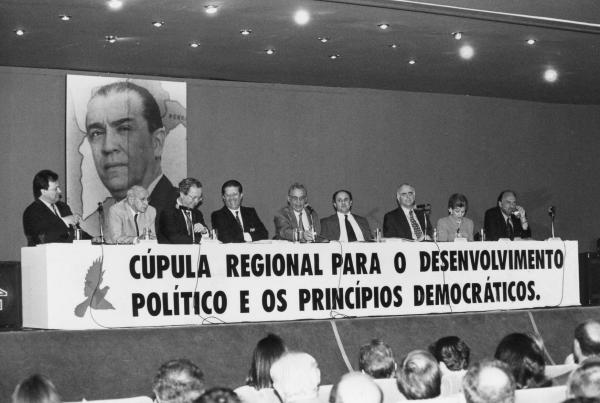 CÚPULA REGIONAL PARA O DESENVOLVIMENTO
POLÍTICO E OS PRINCÍPIOS DEMOCRÁTICOS.